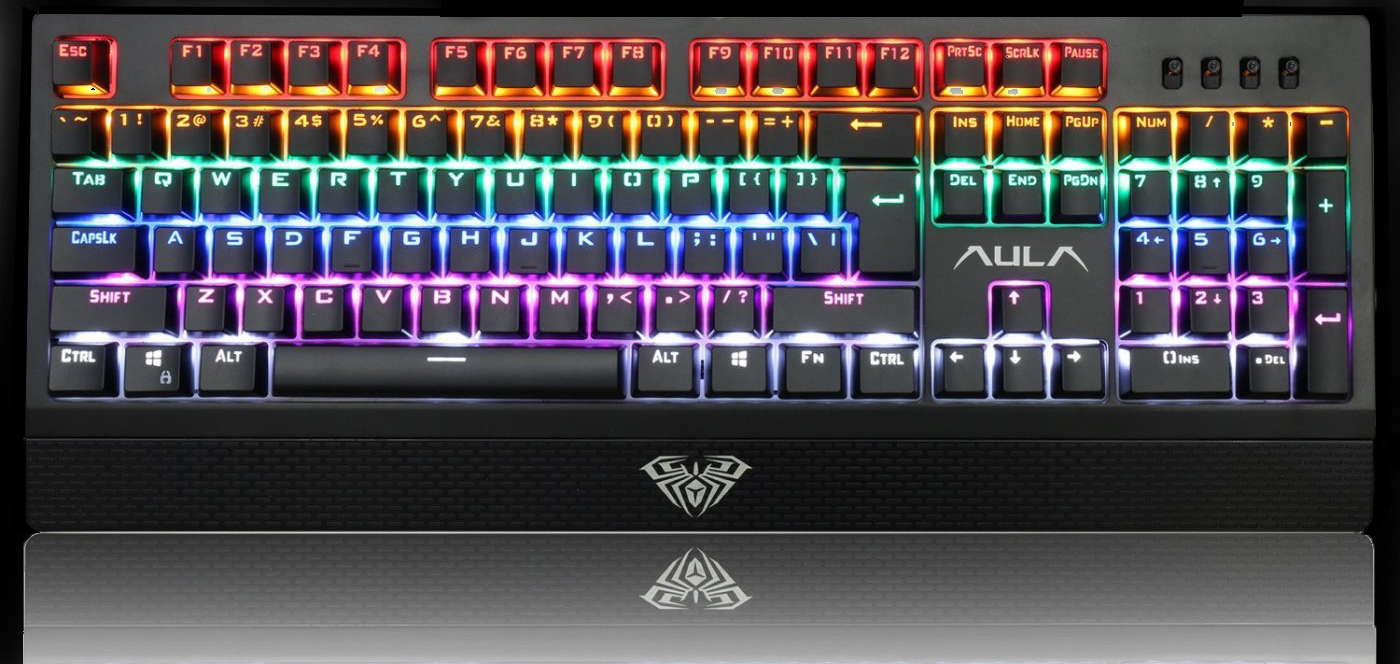 Esc F1 F2 F3 F4 F5 F6 F7 F8 F9 F10 F11 F12 PrtSc ScrLk Pause
` ~ 1 ! 2 @ 3 # 4 $ 5 % 6 ^ 7 & 8 * 9 ( 0 ) - - = + ← Ins Home PgUp Num / * -
Tab Q W E R T Y U I O P [ { ] } Del End PgDn 7 8 ↑ 9 +
CapsLk A S D F G H J K L ; : ' " \ | ↵ 4 ← 5 6 →
AULA
Shift Z X C V B N M , < . > / ? Shift ↑ 1 2 ↓ 3
Ctrl Alt — Alt Fn Ctrl ← ↓ → 0 Ins . Del ↵